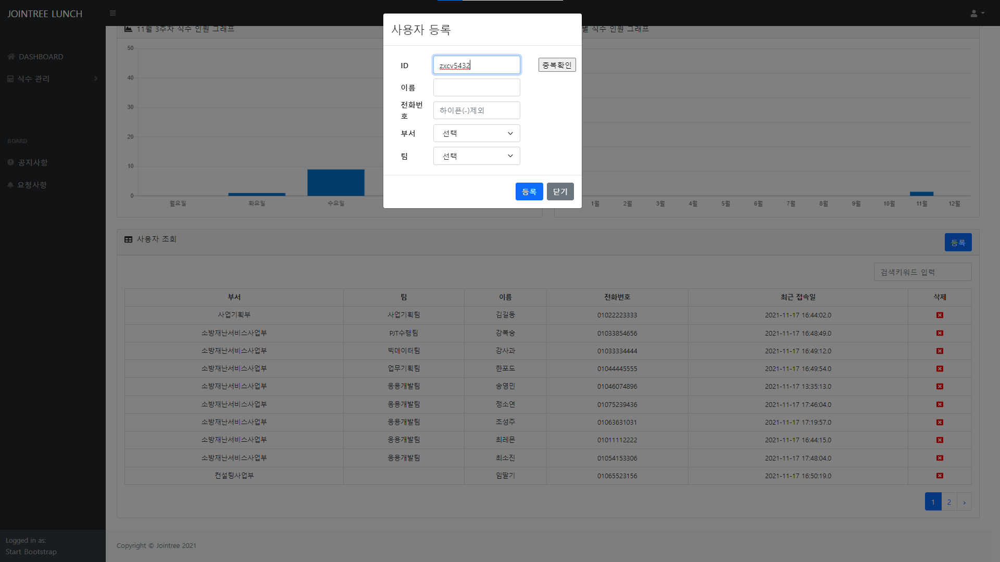 JOINTREE LUNCH
DASHBOARD
식수 관리
BOARD
공지사항
요청사항
Logged in as:
Start Bootstrap
11월 3주차 식수 인원 그래프
별 식수 인원 그래프
50
40
30
20
10
0
월요일 화요일 수요일
1월 2월 3월 4월 5월 6월 7월 8월 9월 10월 11월 12월
사용자 등록
ID zxcv5432 중복확인
이름
전화번
호
하이픈(-)제외
부서 선택
팀 선택
등록 닫기
사용자 조회
등록
검색키워드 입력
부서 팀 이름 전화번호 최근 접속일 삭제
사업기획부 사업기획팀 김길동 01022223333 2021-11-17 16:44:02.0
소방재난서비스사업부 PJT수행팀 강복숭 01033854656 2021-11-17 16:48:49.0
소방재난서비스사업부 빅데이터팀 강사과 01033334444 2021-11-17 16:49:12.0
소방재난서비스사업부 업무기획팀 한포도 01044445555 2021-11-17 16:49:54.0
소방재난서비스사업부 응용개발팀 송영민 01046074896 2021-11-17 13:35:13.0
소방재난서비스사업부 응용개발팀 정소연 01075239436 2021-11-17 17:46:04.0
소방재난서비스사업부 응용개발팀 조성주 01063631031 2021-11-17 17:19:57.0
소방재난서비스사업부 응용개발팀 최레몬 01011112222 2021-11-17 16:44:15.0
소방재난서비스사업부 응용개발팀 최소진 01054153306 2021-11-17 17:48:04.0
컨설팅사업부 임딸기 01065523156 2021-11-17 16:50:19.0
1 2 ›
Copyright © Jointree 2021